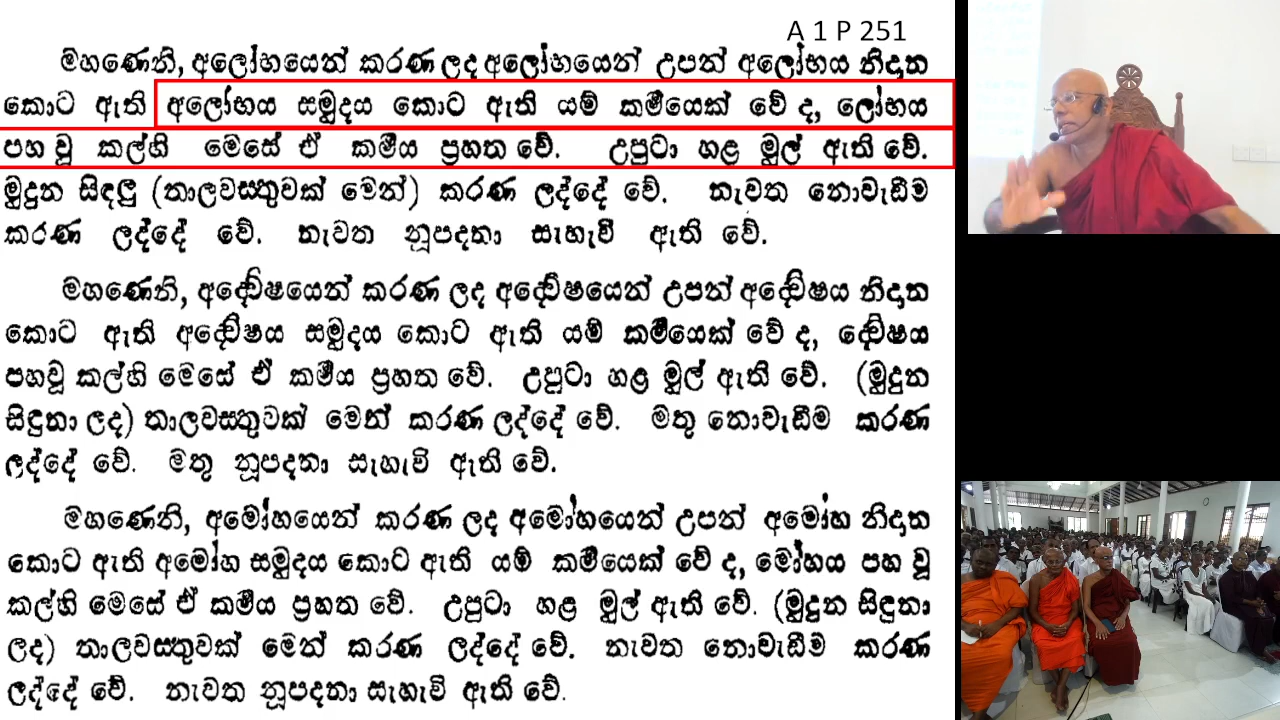 A 1 P 251
මහණෙනි, අලෝභයෙන් කරණ ලද අලෝභයෙන් උපන් අලෝභය නිදාන
කොට ඇති අලෝභය සමුදය කොට ඇති යම් කර්‍මයෙක් වේ ද, ලෝභය
පහ වූ කල්හි මෙසේ ඒ කර්‍මය ප්‍රහත වේ. උපුටා හළ මුල් ඇති වේ.
මුදුන සිඳලු (තාලවස්තුවක් මෙන්) කරණ ලද්දේ වේ. නැවත නොවැඩීම
කරණ ලද්දේ වේ. නැවත නූපදනා සැහැවි ඇති වේ.
මහණෙනි, අද්වේෂයෙන් කරණ ලද අද්වේෂයෙන් උපන් අද්වේෂය නිදාන
කොට ඇති අද්වේෂය සමුදය කොට ඇති යම් කර්‍මයෙක් වේ ද, ද්වේෂය
පහවූ කල්හි මෙසේ ඒ කර්‍මය ප්‍රහත වේ. උපුටා හළ මුල් ඇති වේ. (මුදුන
සිඳුනා ලද) තාලවස්තුවක් මෙන් කරණ ලද්දේ වේ. මතු නොවැඩීම කරණ
ලද්දේ වේ. මතු නූපදනා සැහැවි ඇති වේ.
මහණෙනි, අමෝහයෙන් කරණ ලද අමෝහයෙන් උපන් අමෝහ නිදාන
කොට ඇති අමෝහ සමුදය කොට ඇති යම් කර්‍මයෙක් වේ ද, මෝහය පහ වූ
කල්හි මෙසේ ඒ කර්‍මය ප්‍රහත වේ. උපුටා හළ මුල් ඇති වේ. (මුදුන සිඳුනා
ලද) තාලවස්තුවක් මෙන් කරණ ලද්දේ වේ. නැවත නොවැඩීම කරණ
ලද්දේ වේ. නැවත නූපදනා සැහැවි ඇති වේ.